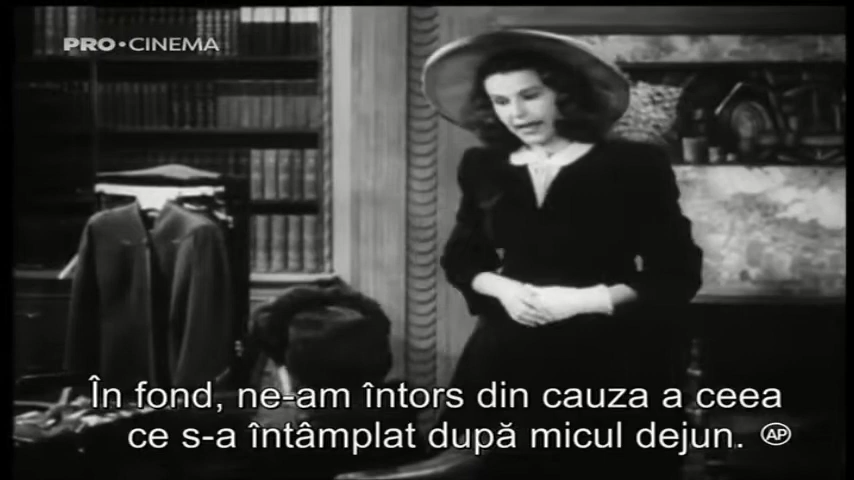 PRO•CINEMA
În fond, ne-am întors din cauza a ceea
ce s-a întâmplat după micul dejun. AP